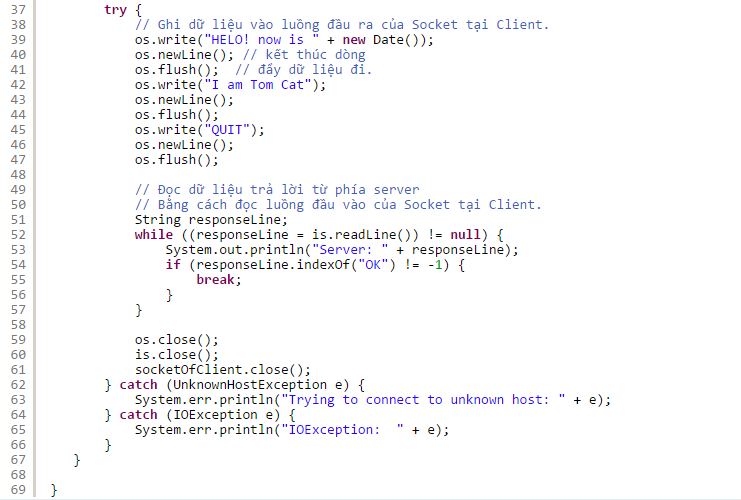 37 try {
38 // Ghi dữ liệu vào luồng đầu ra của Socket tại Client.
39 os.write("HELO! now is " + new Date());
40 os.newLine(); // kết thúc dòng
41 os.flush();  // đẩy dữ liệu đi.
42 os.write("I am Tom Cat");
43 os.newLine();
44 os.flush();
45 os.write("QUIT");
46 os.newLine();
47 os.flush();
48
49 // Đọc dữ liệu trả lời từ phía server
50 // Bằng cách đọc luồng đầu vào của Socket tại Client.
51 String responseLine;
52 while ((responseLine = is.readLine()) != null) {
53 System.out.println("Server: " + responseLine);
54 if (responseLine.indexOf("OK") != -1) {
55 break;
56 }
57 }
58
59 os.close();
60 is.close();
61 socketOfClient.close();
62 } catch (UnknownHostException e) {
63 System.err.println("Trying to connect to unknown host: " + e);
64 } catch (IOException e) {
65 System.err.println("IOException:  " + e);
66 }
67 }
68
69 }